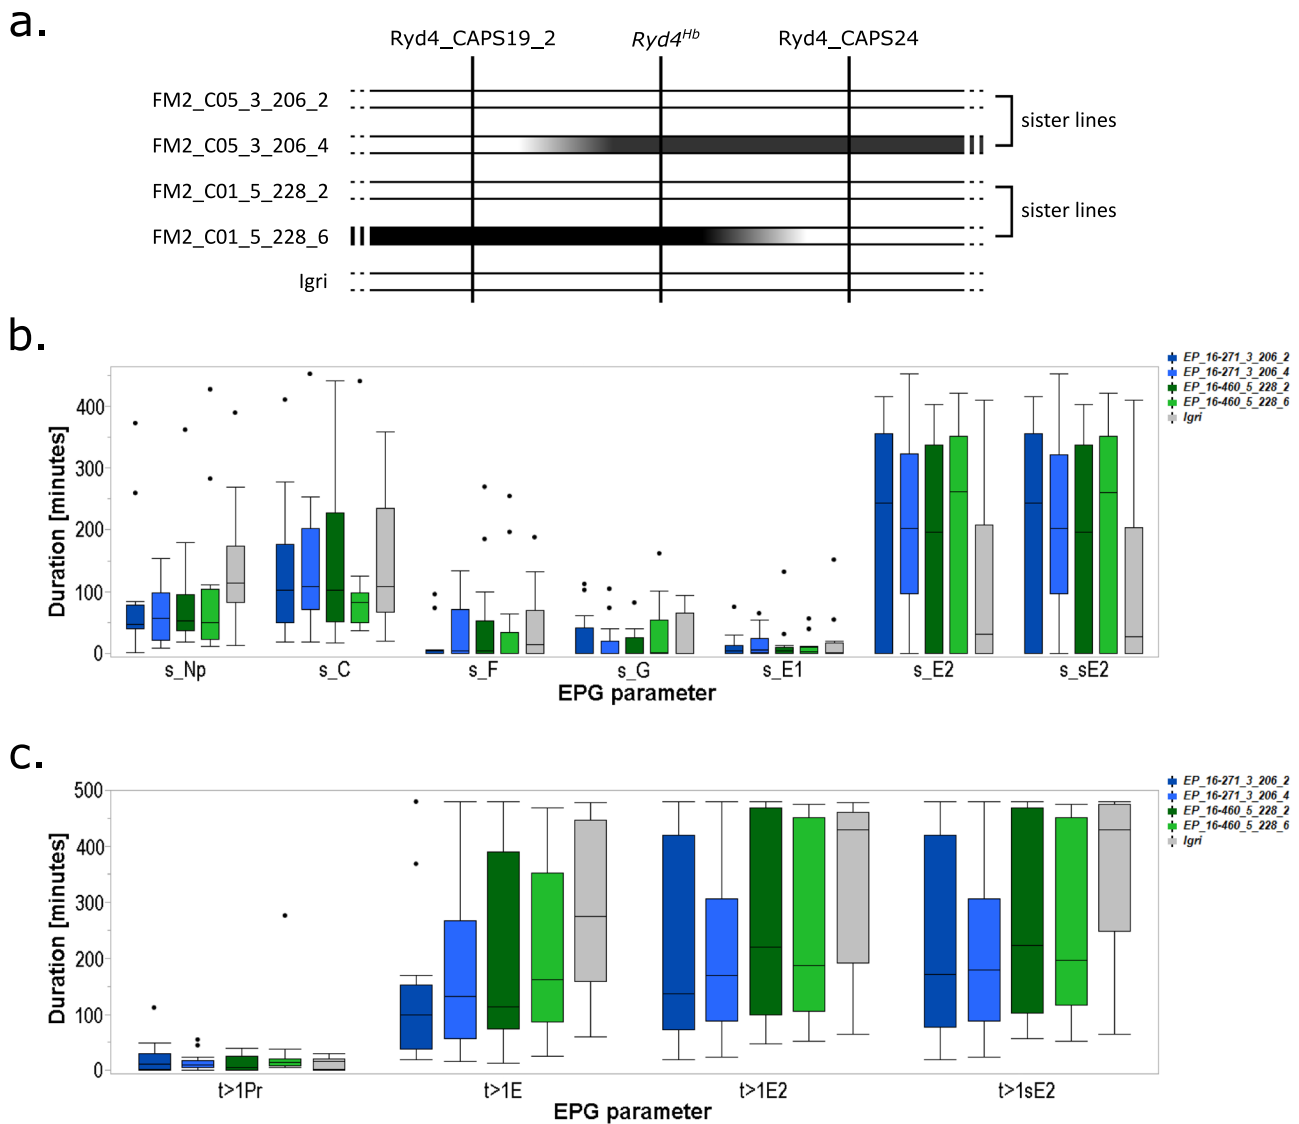 a.
Ryd4_CAPS19_2 Ryd4Hb Ryd4_CAPS24
FM2_C05_3_206_2
sister lines
FM2_C05_3_206_4
FM2_C01_5_228_2
sister lines
FM2_C01_5_228_6
Igri
b.
EP_16-271_3_206_2
EP_16-271_3_206_4
EP_16-460_5_228_2
EP_16-460_5_228_6
Igri
Duration [minutes]
400
300
200
100
0
s_Np s_C s_F s_G s_E1 s_E2 s_sE2
EPG parameter
c.
EP_16-271_3_206_2
EP_16-271_3_206_4
EP_16-460_5_228_2
EP_16-460_5_228_6
Igri
Duration [minutes]
500
400
300
200
100
0
t>1Pr t>1E t>1E2 t>1sE2
EPG parameter